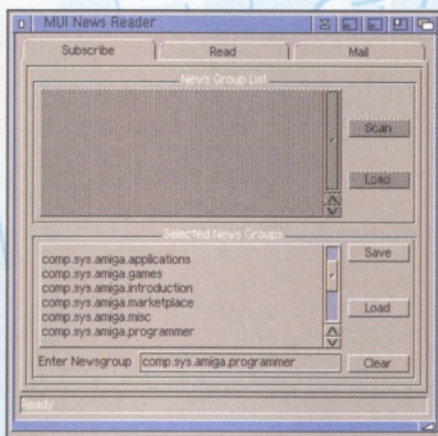 MUI News Reader
Subscribe Read Mail
News Group List
Scan
Load
Selected News Groups
comp.sys.amiga.applications
comp.sys.amiga.games
comp.sys.amiga.introduction
comp.sys.amiga.marketplace
comp.sys.amiga.misc
comp.sys.amiga.programmer
Save
Load
Enter Newsgroup comp.sys.amiga.programmer Clear
Ready